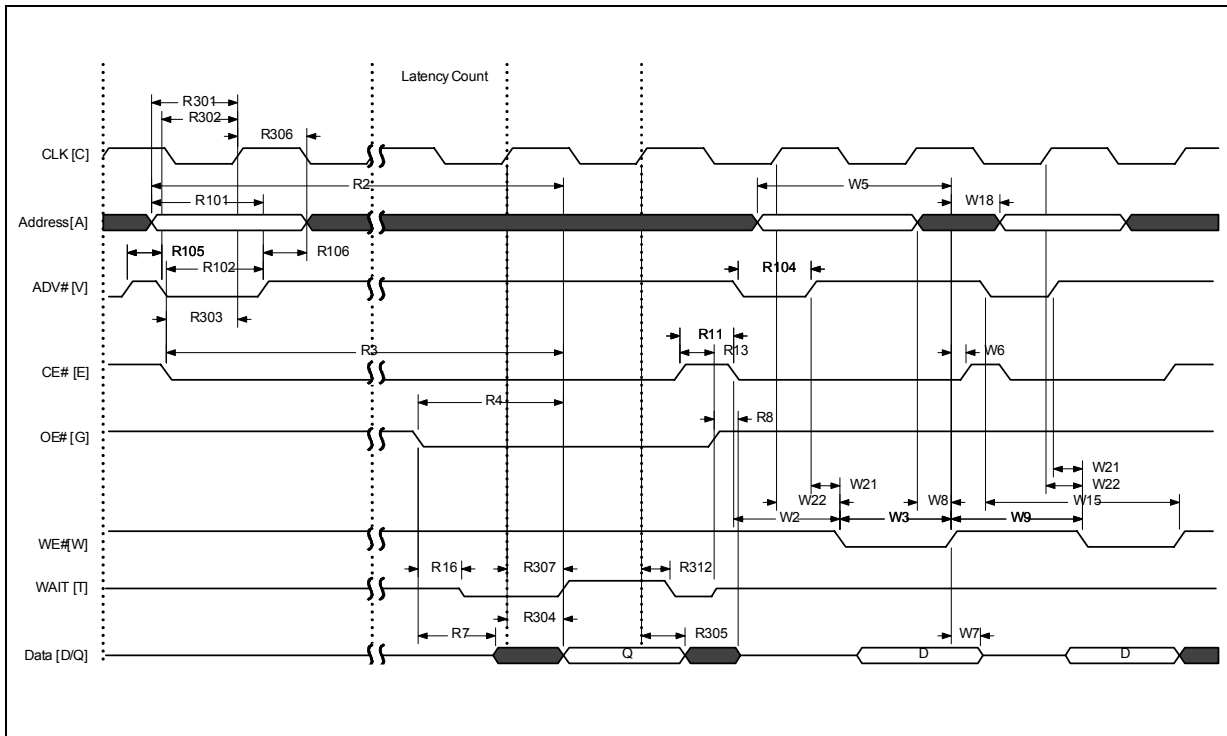 Latency Count
R301
R302
R306
CLK [C]
R2
W5
R101
W18
Address [A]
R105
R106
R102
R104
ADV# [V]
R303
R11
R3
R13
W6
CE# [E]
R4
R8
OE# [G]
W21
W21
W22
W22
W8
W15
W2
W3
W9
WE# [W]
R16
R307
R312
WAIT [T]
R304
R7
R305
W7
Data [D/Q]
Q
D
D